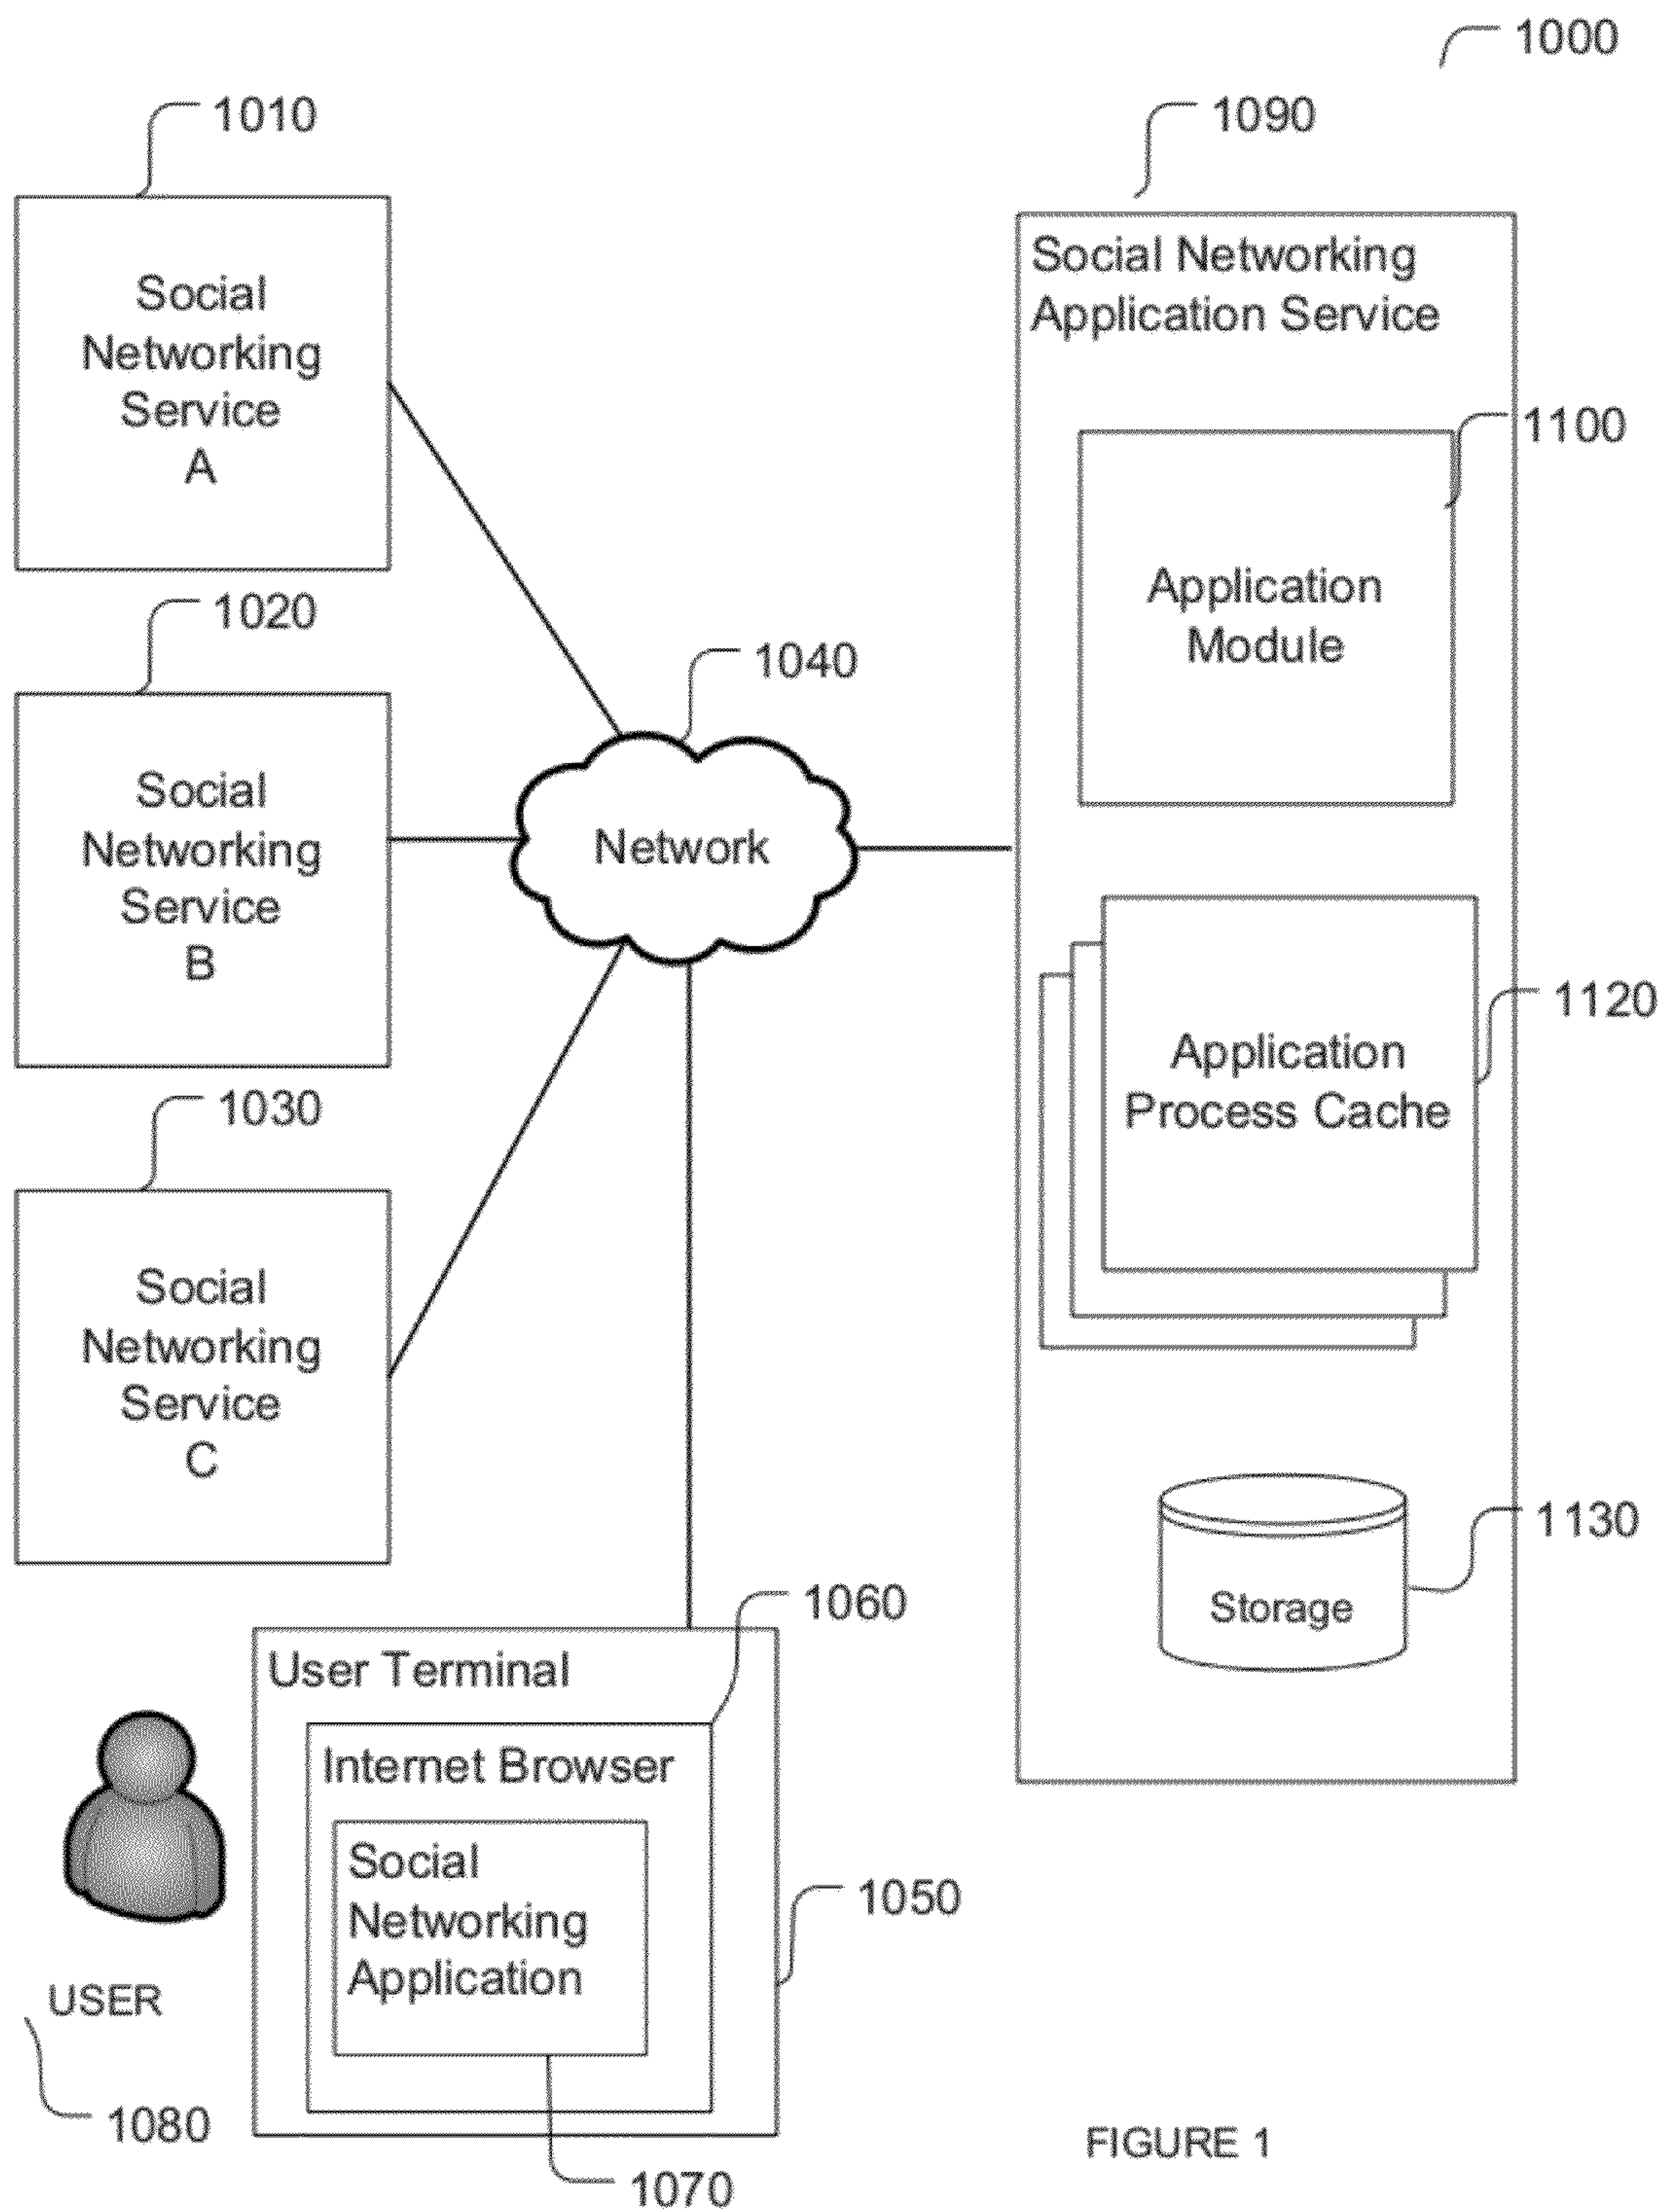 1000
1010
1090
Social
Networking
Service
A
Social Networking
Application Service
1100
Application
Module
1020
1040
Social
Networking
Service
B
Network
1120
Application
Process Cache
1030
Social
Networking
Service
C
1130
Storage
1060
User Terminal
Internet Browser
Social
Networking
Application
1050
USER
1080
1070
FIGURE 1